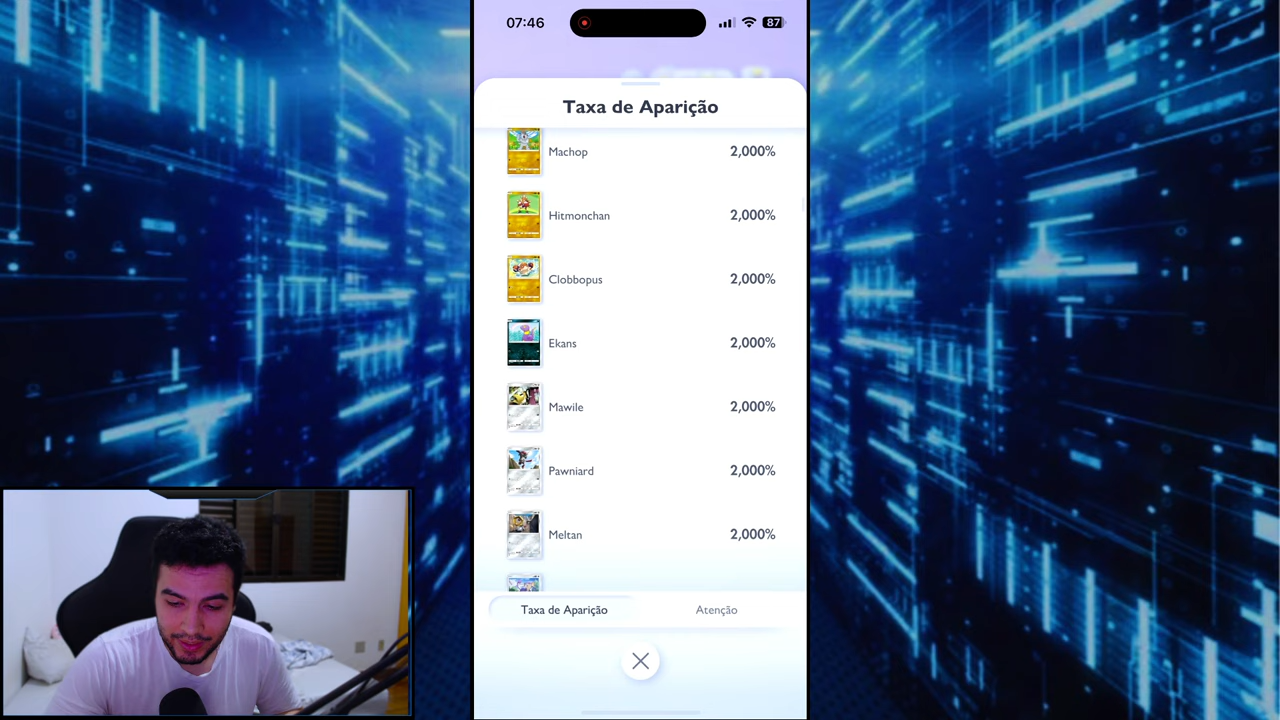 07:46
87
Taxa de Aparição
Machop 2,000%
Hitmonchan 2,000%
Clobbopus 2,000%
Ekans 2,000%
Mawile 2,000%
Pawniard 2,000%
Meltan 2,000%
Taxa de Aparição Atenção